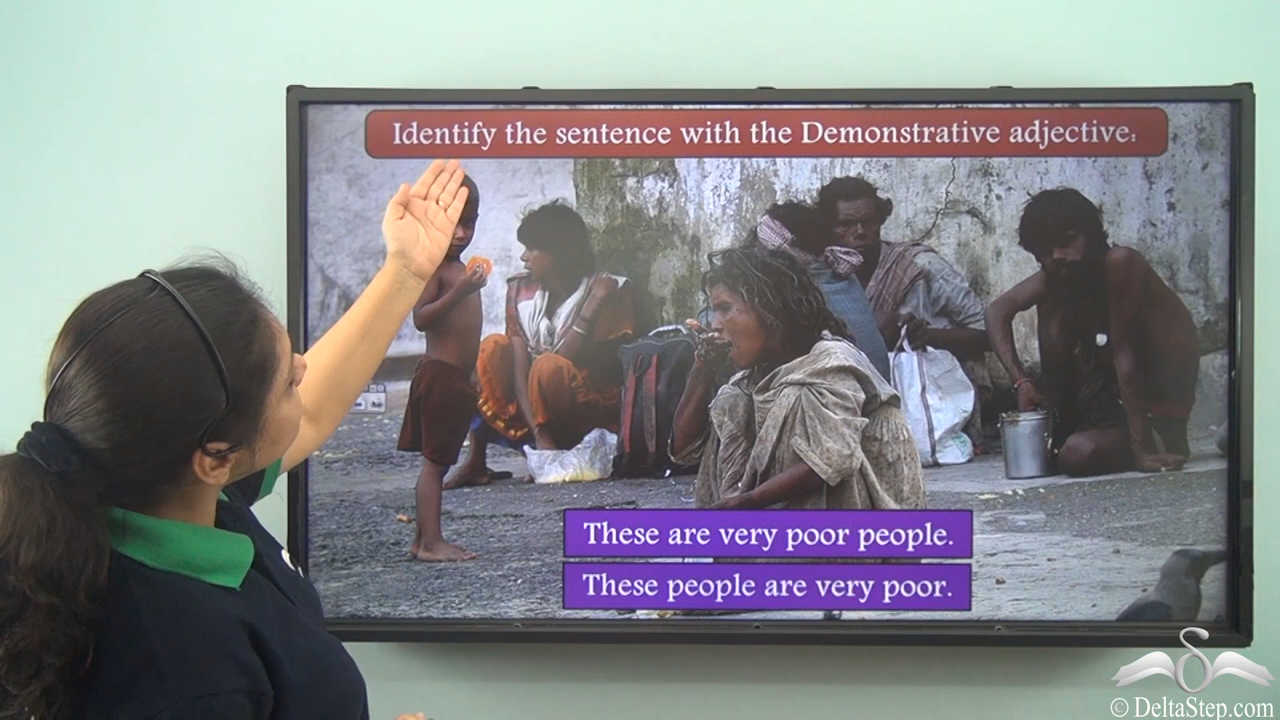 Identify the sentence with the Demonstrative adjective:
These are very poor people.
These people are very poor.
© DeltaStep.com